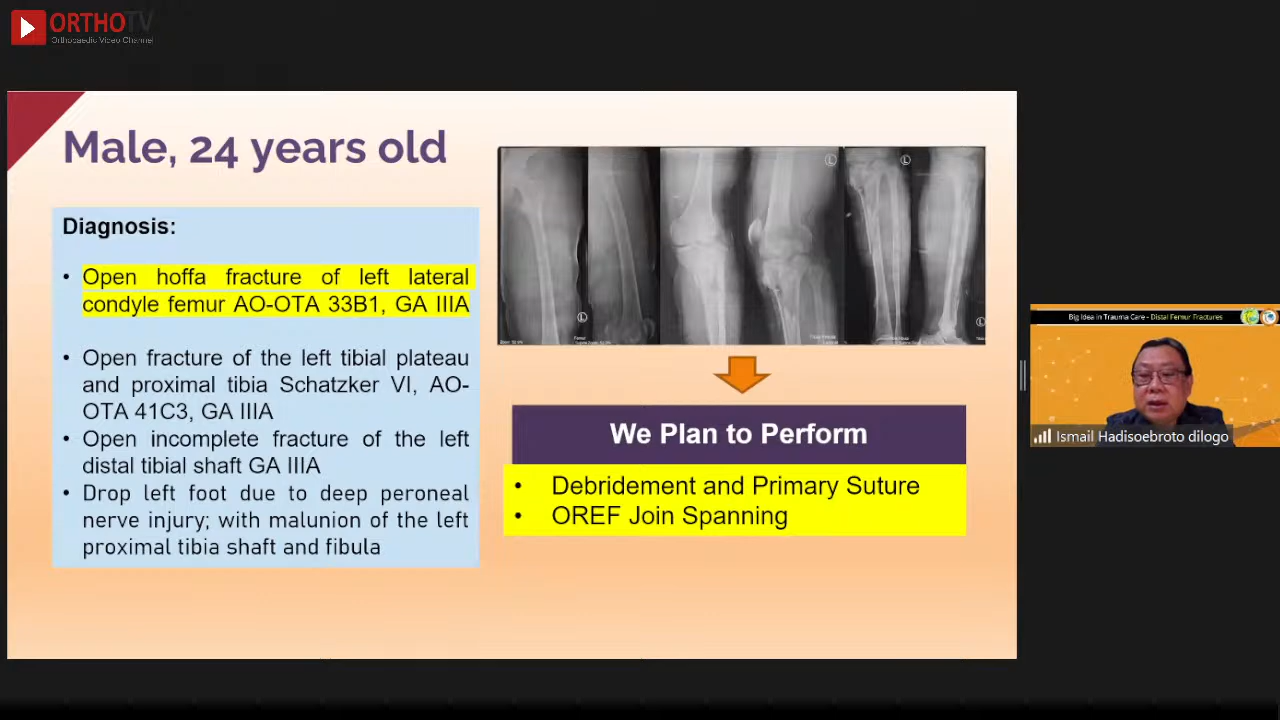 ORTHOTV
Orthopaedic Video Channel
Male, 24 years old
Diagnosis:
• Open hoffa fracture of left lateral
condyle femur AO-OTA 33B1, GA IIIA
• Open fracture of the left tibial plateau
and proximal tibia Schatzker VI, AO-
OTA 41C3, GA IIIA
• Open incomplete fracture of the left
distal tibial shaft GA IIIA
• Drop left foot due to deep peroneal
nerve injury; with malunion of the left
proximal tibia shaft and fibula
L
L
L
L
We Plan to Perform
• Debridement and Primary Suture
• OREF Join Spanning
Big Idea in Trauma Care - Distal Femur Fractures
Ismail Hadisoebroto dilogo